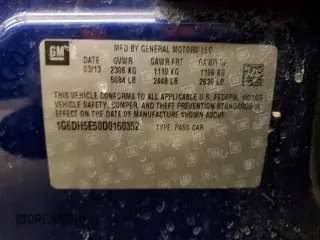 GM
MFD BY GENERAL MOTORS LLC
DATE GVWR GAWR FRT GAWR RR
03/13 2306 KG 1110 KG 1196 KG
5084 LB 2448 LB 2636 LB
THIS VEHICLE CONFORMS TO ALL APPLICABLE U.S. FEDERAL MOTOR
VEHICLE SAFETY, BUMPER, AND THEFT PREVENTION STANDARDS IN
EFFECT ON THE DATE OF MANUFACTURE SHOWN ABOVE.
1G6DH5E50D0160352
TYPE: PASS CAR